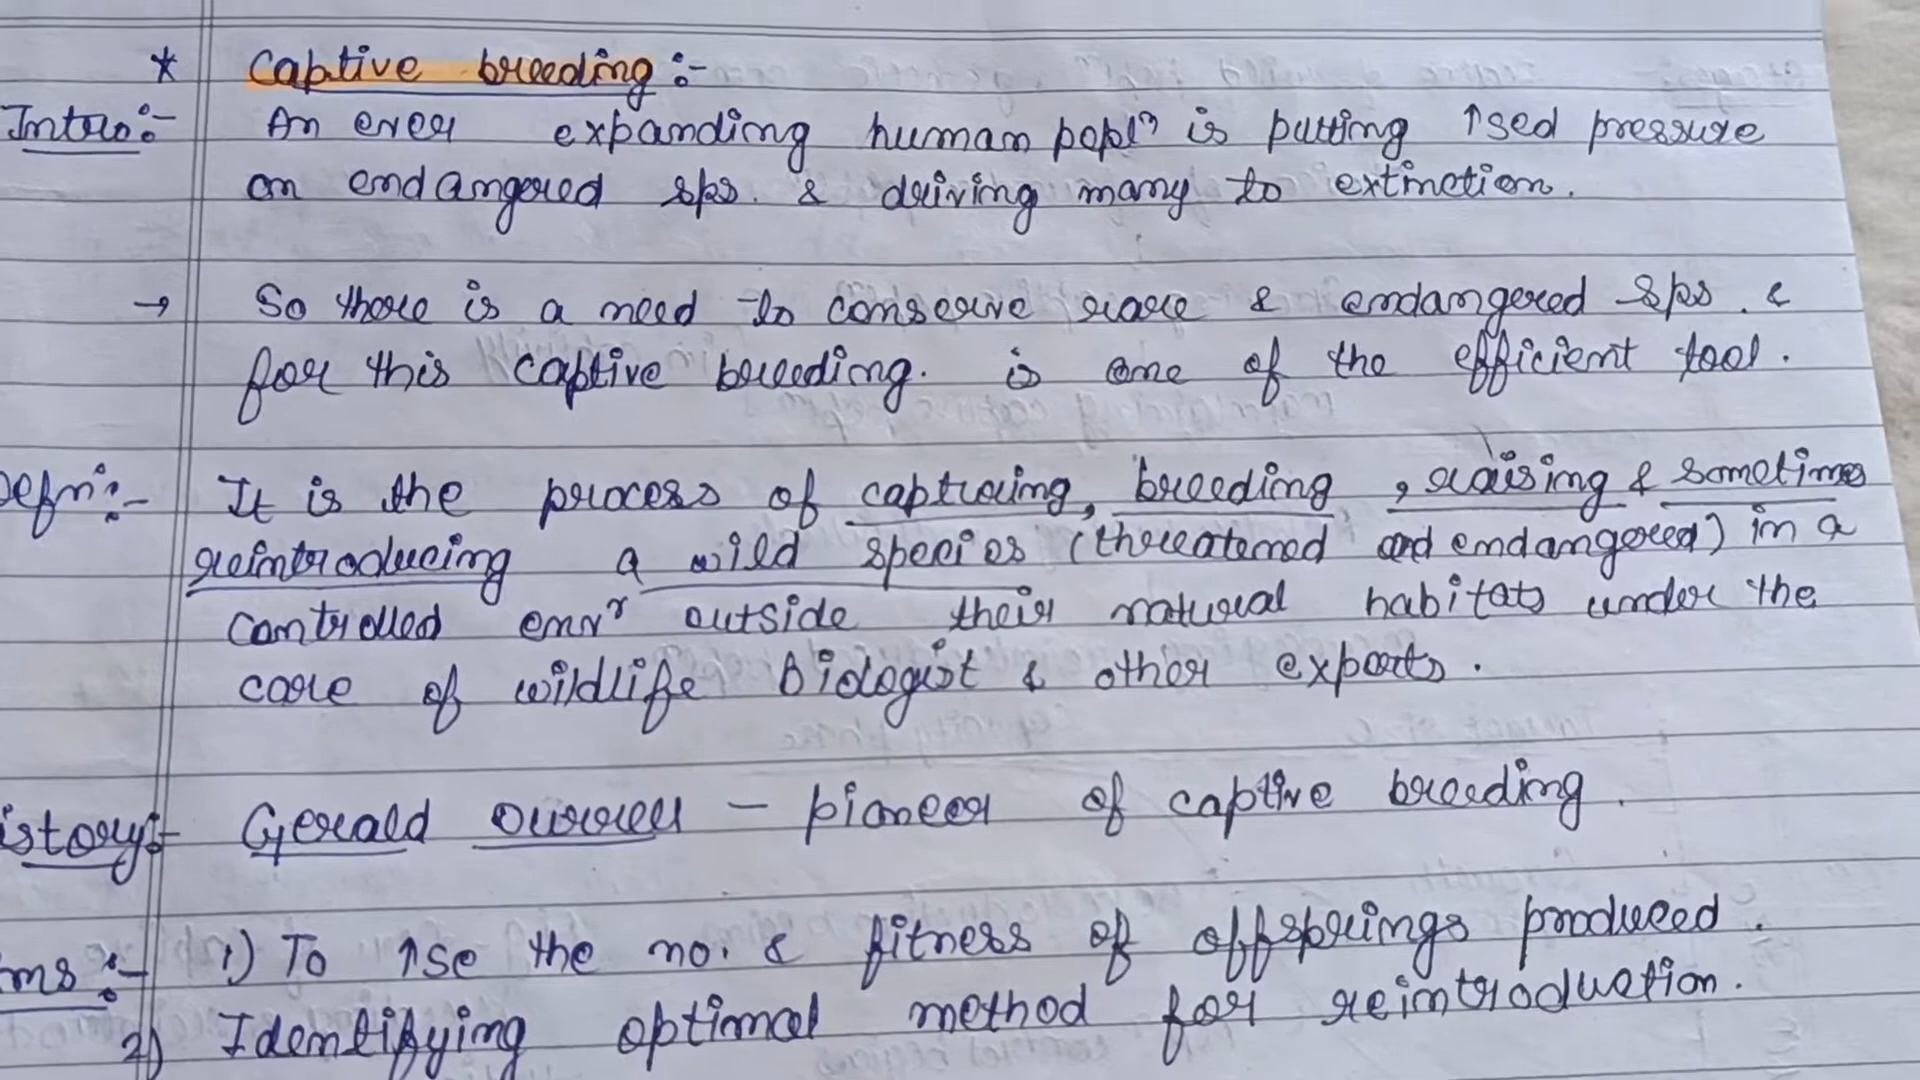 * Captive breeding :-
Intro:- An ever expanding human popl^n is putting ↑sed pressure
on endangered sps. & driving many to extinction.
→ So there is a need to conserve rare & endangered sps. &
for this captive breeding. is one of the efficient tool.
Defn:- It is the process of capturing, breeding, raising & sometimes
reintroducing a wild species (threatened and endangered) in a
controlled envr outside their natural habitats under the
care of wildlife biologist & other experts.
istory:- Gerald Durrell – pioneer of captive breeding.
ms:- 1) To ↑se the no. & fitness of offsprings produced.
2) Identifying optimal method for reintroduction.